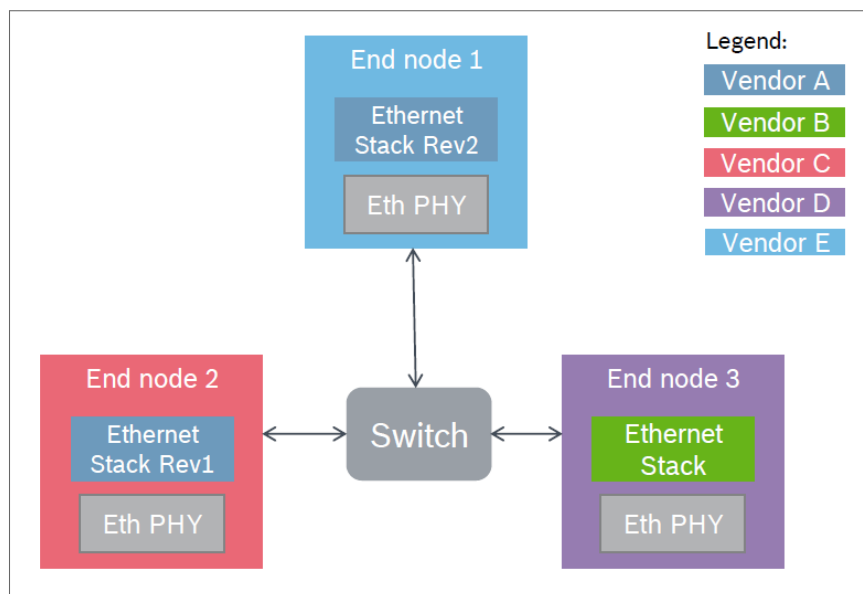 End node 1
Ethernet
Stack Rev2
Eth PHY
Legend:
Vendor A
Vendor B
Vendor C
Vendor D
Vendor E
End node 2
Ethernet
Stack Rev1
Eth PHY
Switch
End node 3
Ethernet
Stack
Eth PHY